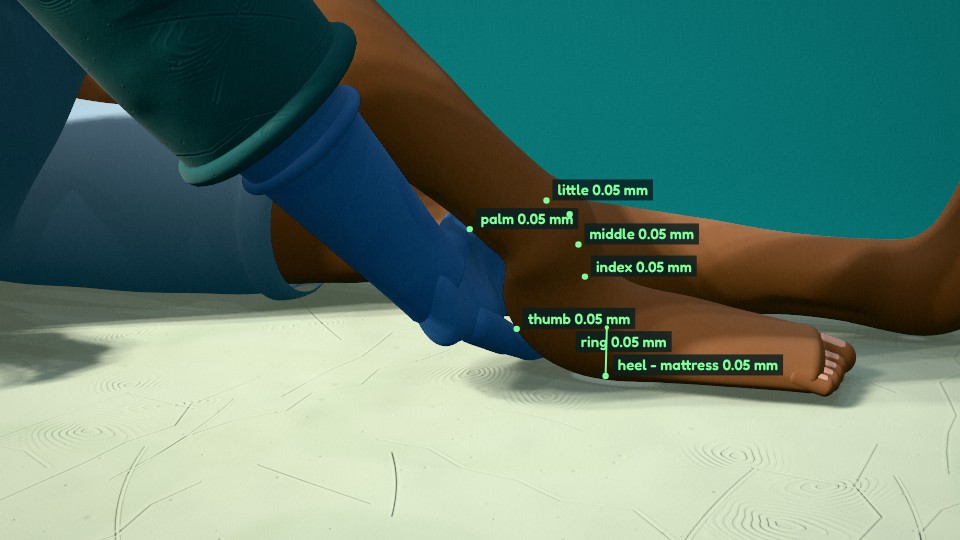 little 0.05 mm
palm 0.05 mm
middle 0.05 mm
index 0.05 mm
thumb 0.05 mm
ring 0.05 mm
heel - mattress 0.05 mm